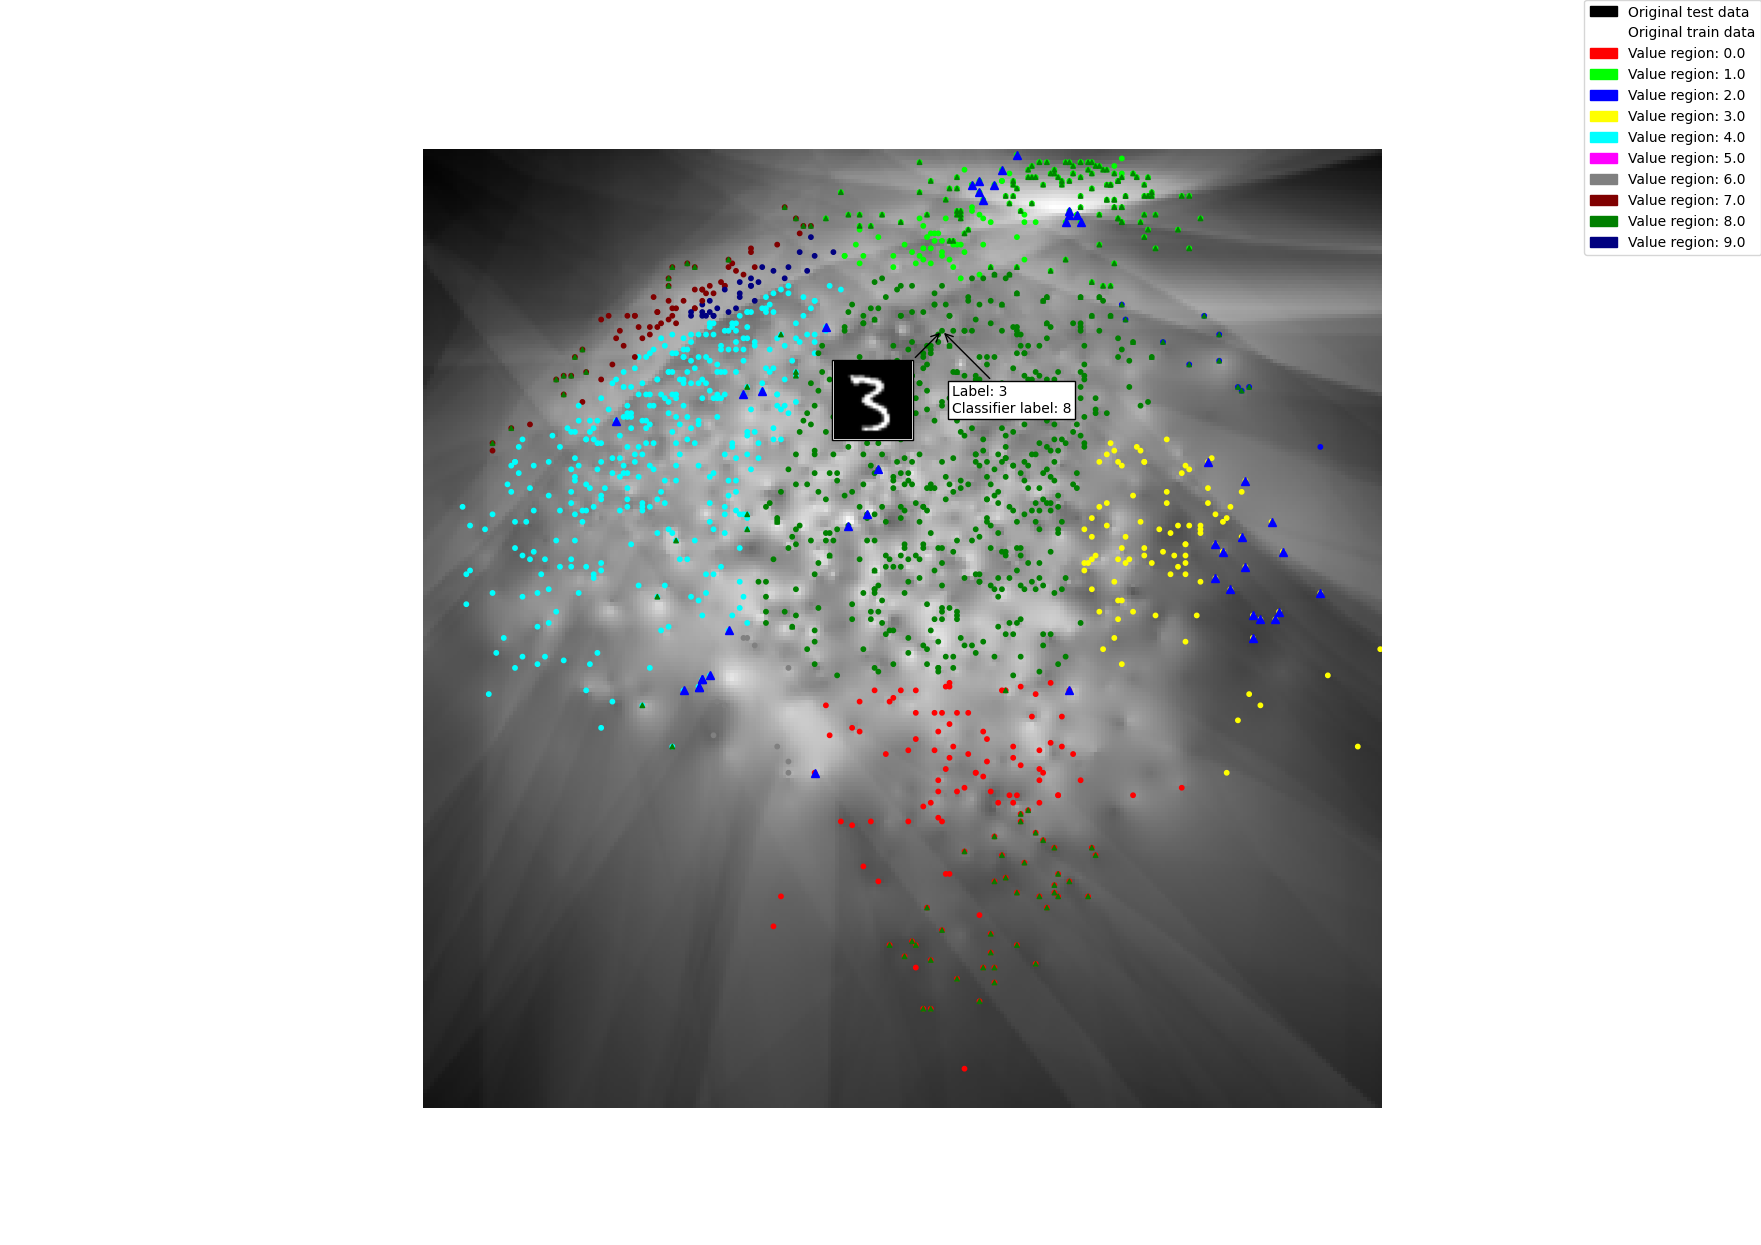 Original test data
Original train data
Value region: 0.0
Value region: 1.0
Value region: 2.0
Value region: 3.0
Value region: 4.0
Value region: 5.0
Value region: 6.0
Value region: 7.0
Value region: 8.0
Value region: 9.0
3
Label: 3
Classifier label: 8